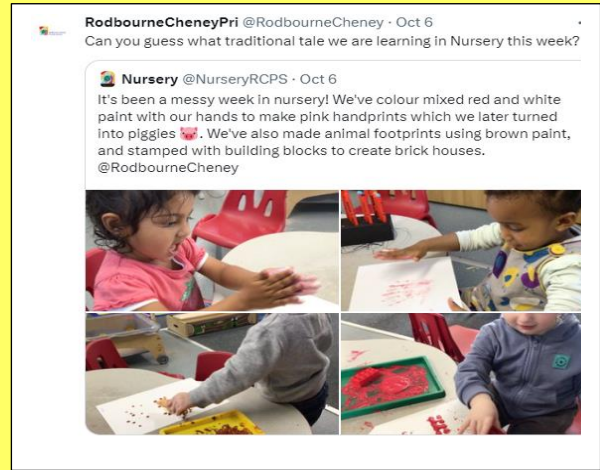 RodbourneCheneyPri @RodbourneCheney · Oct 6
Can you guess what traditional tale we are learning in Nursery this week?
Nursery @NurseryRCPS · Oct 6
It's been a messy week in nursery! We've colour mixed red and white
paint with our hands to make pink handprints which we later turned
into piggies 🐷. We've also made animal footprints using brown paint,
and stamped with building blocks to create brick houses.
@RodbourneCheney